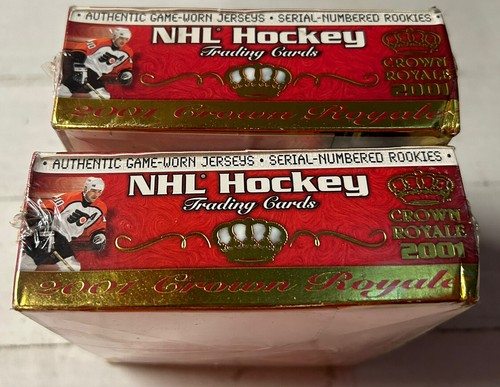 • AUTHENTIC GAME-WORN JERSEYS • SERIAL-NUMBERED ROOKIES •
NHL® Hockey
Trading Cards
CROWN
ROYALE
2001
2001 Crown Royale
• AUTHENTIC GAME-WORN JERSEYS • SERIAL-NUMBERED ROOKIES •
NHL® Hockey
Trading Cards
CROWN
ROYALE
2001
2001 Crown Royale